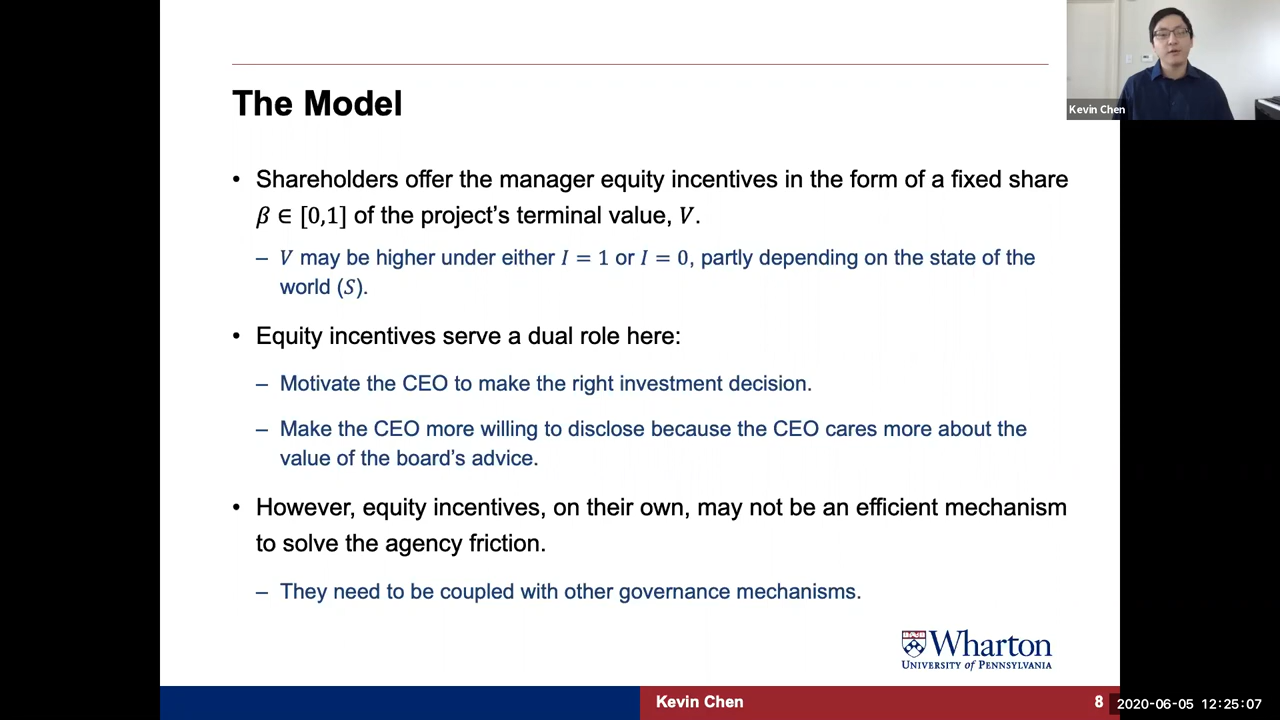 The Model
• Shareholders offer the manager equity incentives in the form of a fixed share
β ∈ [0,1] of the project's terminal value, V.
– V may be higher under either I = 1 or I = 0, partly depending on the state of the
world (S).
• Equity incentives serve a dual role here:
– Motivate the CEO to make the right investment decision.
– Make the CEO more willing to disclose because the CEO cares more about the
value of the board's advice.
• However, equity incentives, on their own, may not be an efficient mechanism
to solve the agency friction.
– They need to be coupled with other governance mechanisms.
Wharton
UNIVERSITY of PENNSYLVANIA
Kevin Chen
8
Kevin Chen
2020-06-05 12:25:07